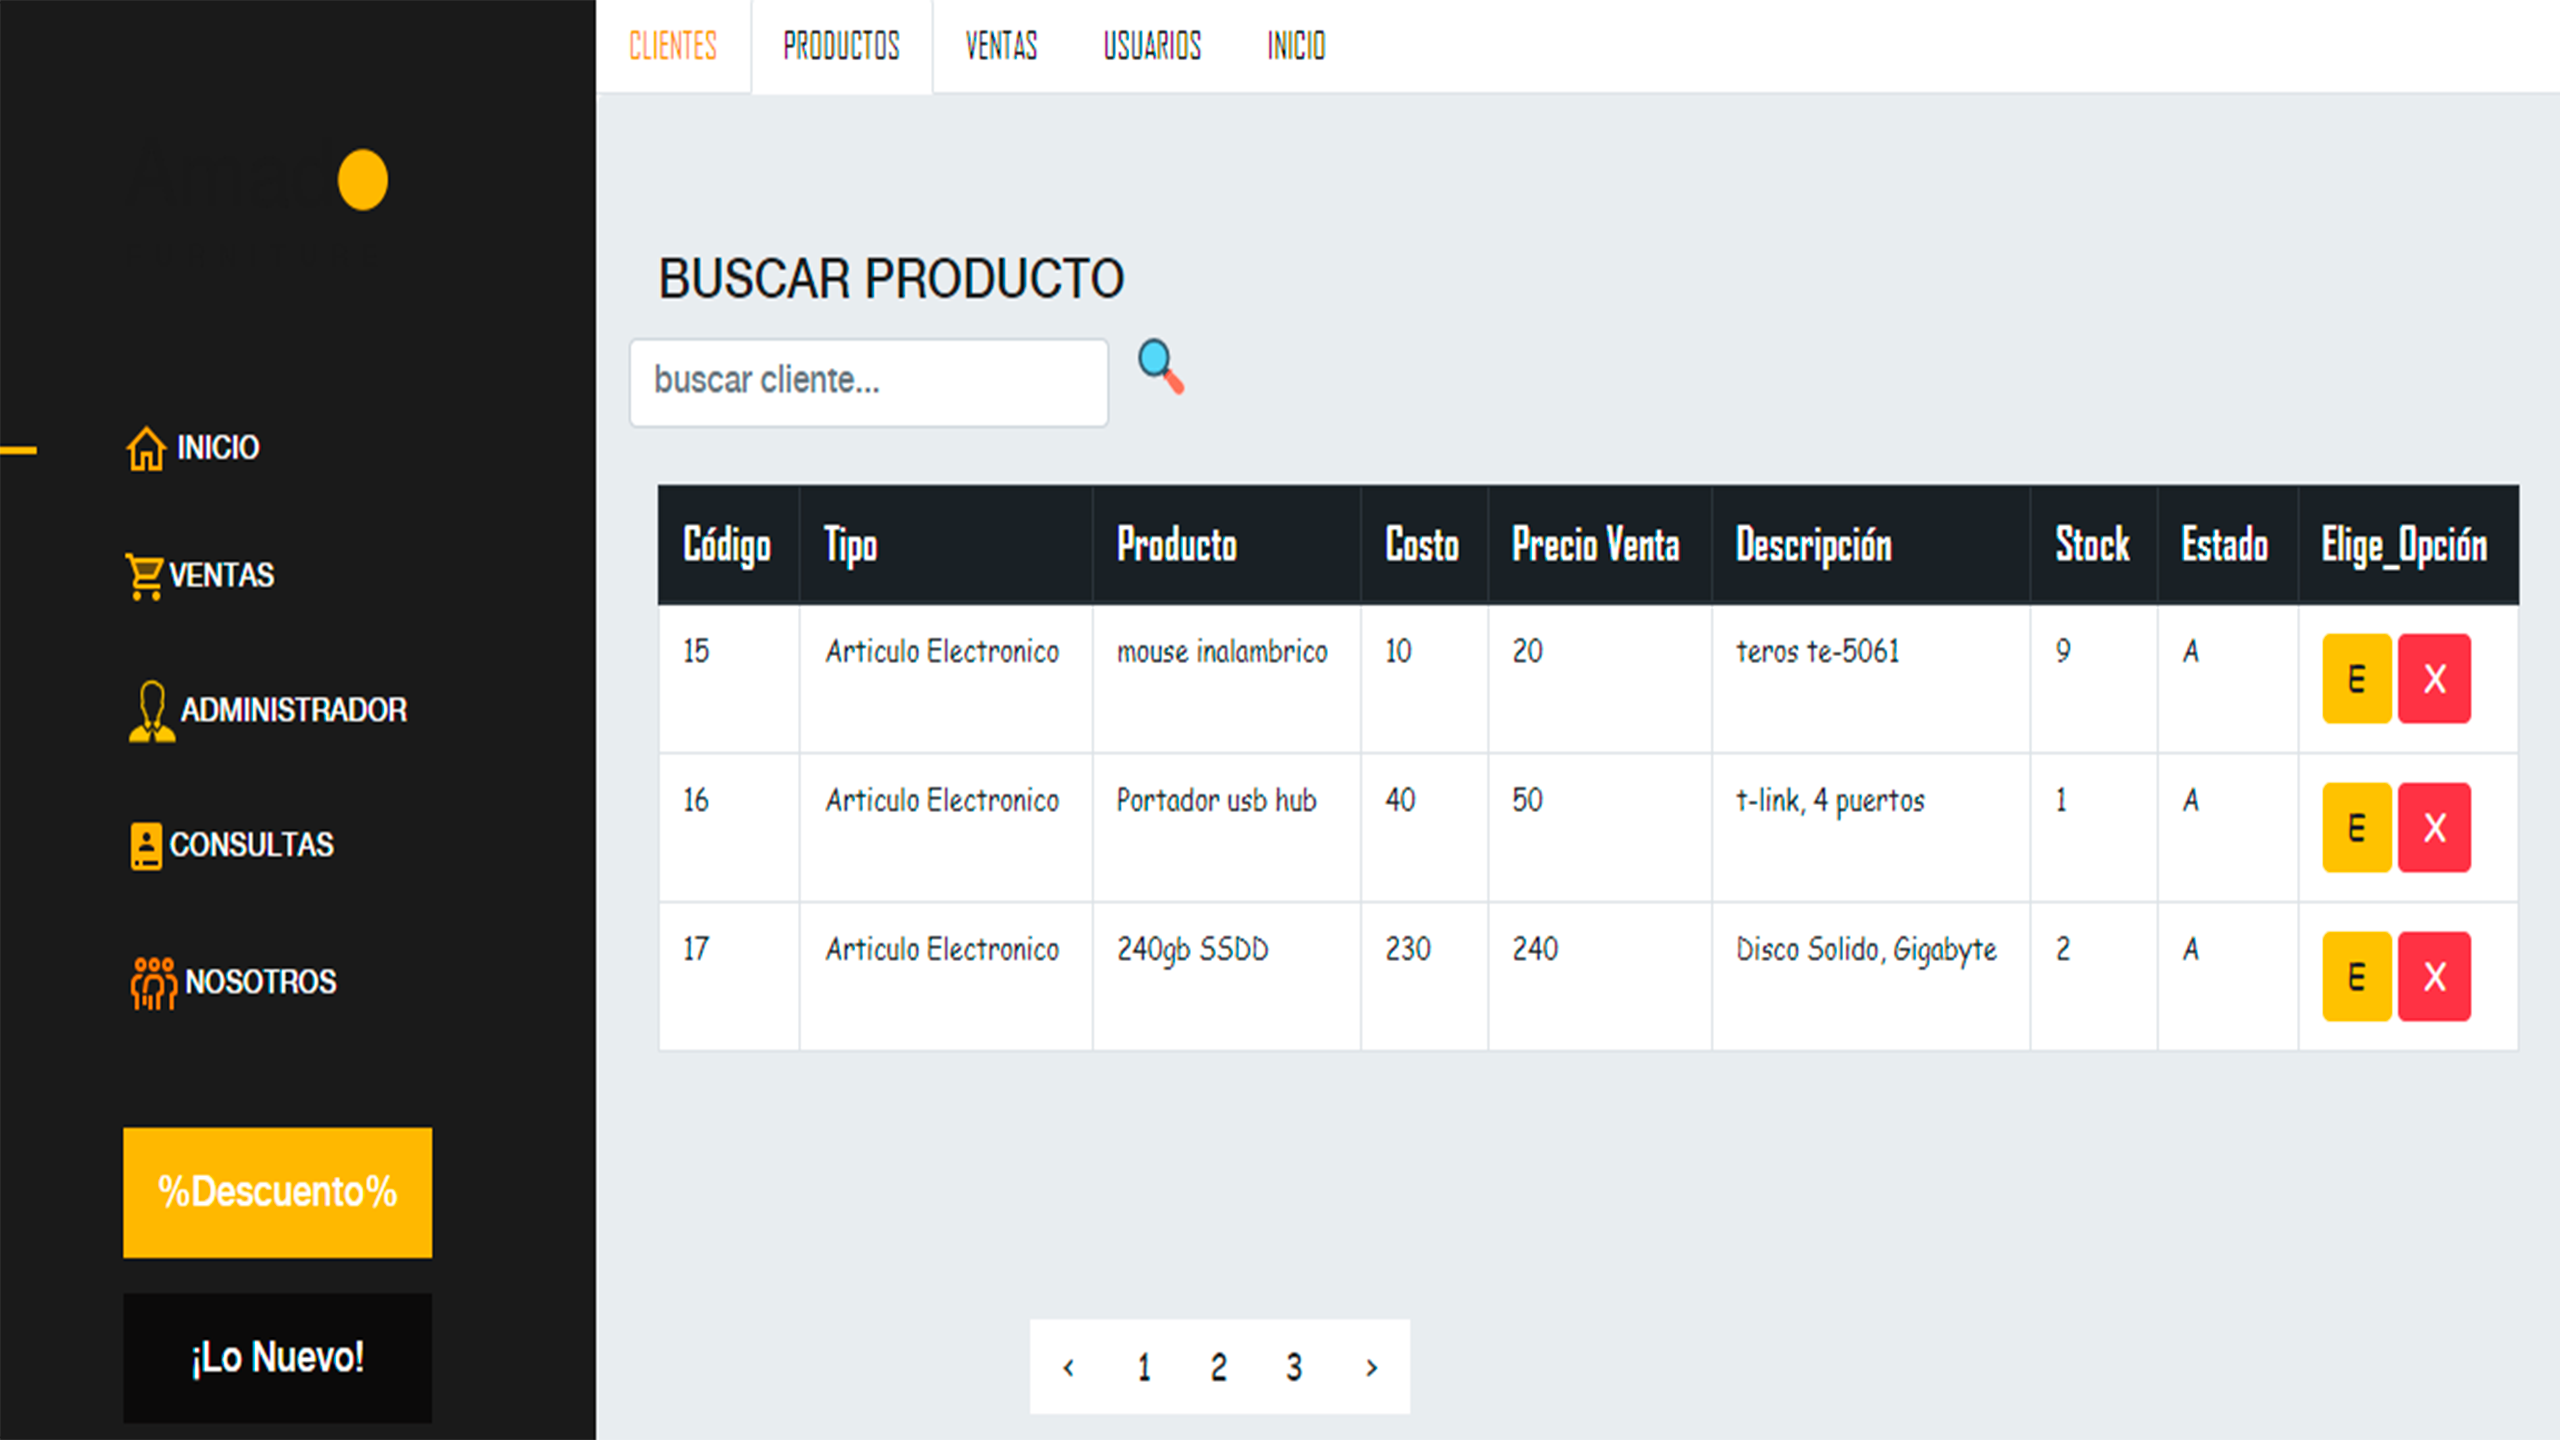 CLIENTES PRODUCTOS VENTAS USUARIOS INICIO
Amado
INICIO
VENTAS
ADMINISTRADOR
CONSULTAS
NOSOTROS
%Descuento%
¡Lo Nuevo!
BUSCAR PRODUCTO
buscar cliente...
Código Tipo Producto Costo Precio Venta Descripción Stock Estado Elige_Opción
15 Articulo Electronico mouse inalambrico 10 20 teros te-5061 9 A E X
16 Articulo Electronico Portador usb hub 40 50 t-link, 4 puertos 1 A E X
17 Articulo Electronico 240gb SSDD 230 240 Disco Solido, Gigabyte 2 A E X
‹ 1 2 3 ›